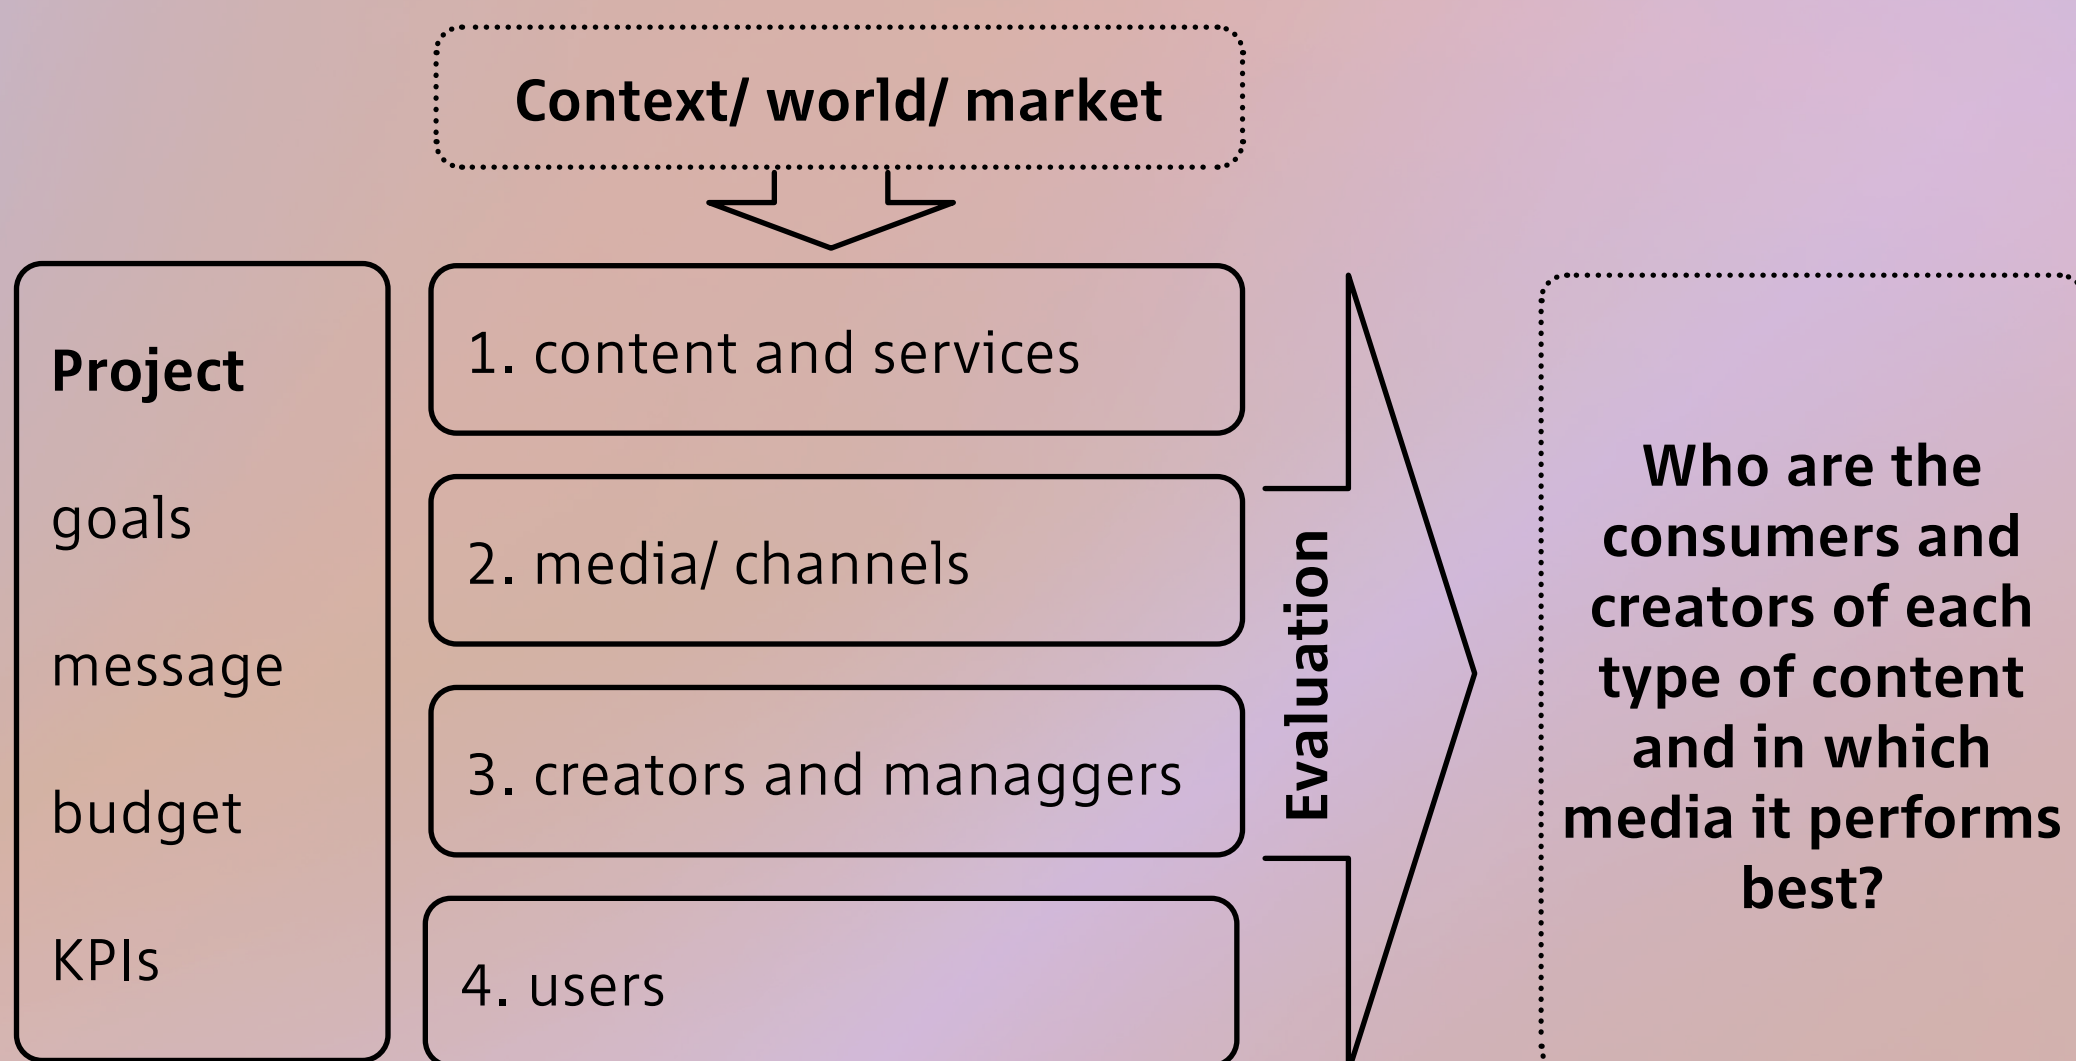 Context/ world/ market
Project
goals
message
budget
KPIs
1. content and services
2. media/ channels
3. creators and managgers
4. users
Evaluation
Who are the
consumers and
creators of each
type of content
and in which
media it performs
best?